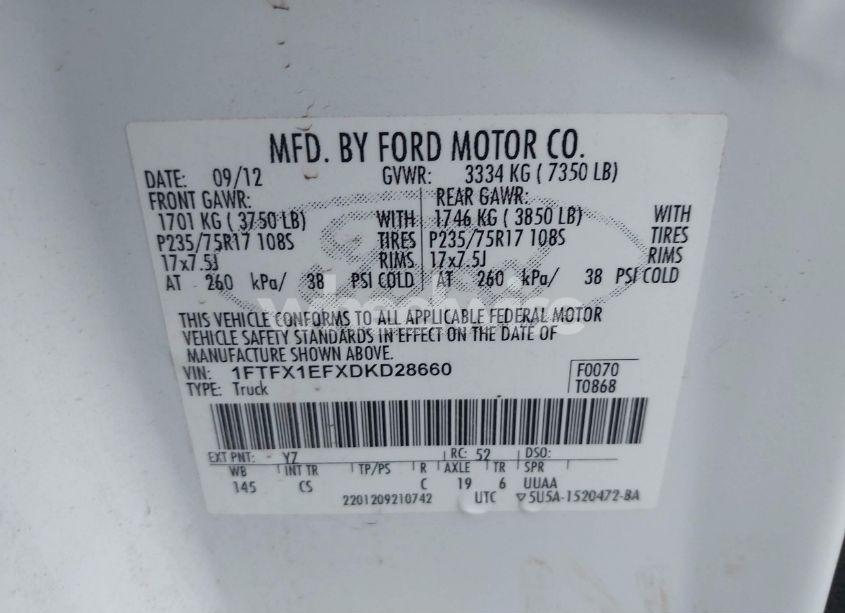 MFD. BY FORD MOTOR CO.
DATE: 09/12 GVWR: 3334 KG ( 7350 LB)
FRONT GAWR: REAR GAWR:
1701 KG ( 3750 LB) WITH 1746 KG ( 3850 LB) WITH
P235/75R17 108S TIRES P235/75R17 108S TIRES
17x7.5J RIMS 17x7.5J RIMS
AT 260 kPa/ 38 PSI COLD AT 260 kPa/ 38 PSI COLD
THIS VEHICLE CONFORMS TO ALL APPLICABLE FEDERAL MOTOR
VEHICLE SAFETY STANDARDS IN EFFECT ON THE DATE OF
MANUFACTURE SHOWN ABOVE.
VIN: 1FTFX1EFXDKD28660 F0070
TYPE: Truck T0868
EXT PNT: YZ RC: 52 DSO:
WB INT TR TP/PS R AXLE TR SPR
145 CS C 19 6 UUAA
2201209210742 UTC ▽5U5A-1520472-BA